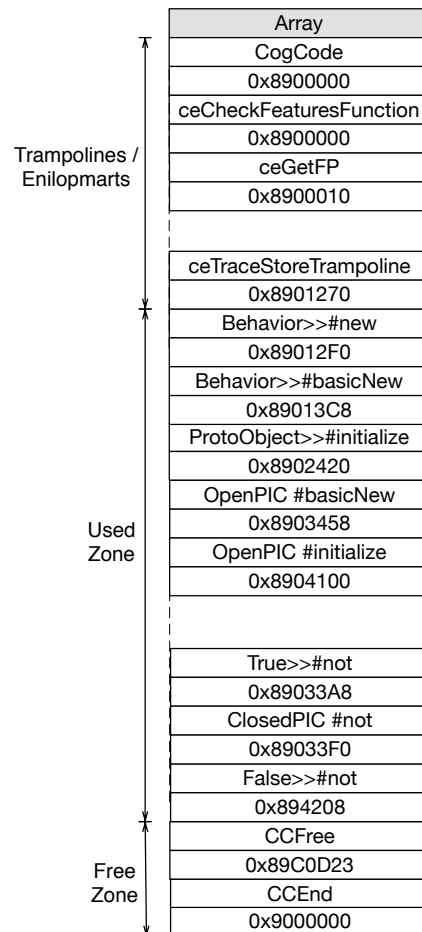 Array
CogCode
0x8900000
ceCheckFeaturesFunction
0x8900000
ceGetFP
0x8900010
Trampolines /
Enilopmarts
ceTraceStoreTrampoline
0x8901270
Behavior>>#new
0x89012F0
Behavior>>#basicNew
0x89013C8
ProtoObject>>#initialize
0x8902420
OpenPIC #basicNew
0x8903458
OpenPIC #initialize
0x8904100
Used
Zone
True>>#not
0x89033A8
ClosedPIC #not
0x89033F0
False>>#not
0x894208
CCFree
0x89C0D23
CCEnd
0x9000000
Free
Zone